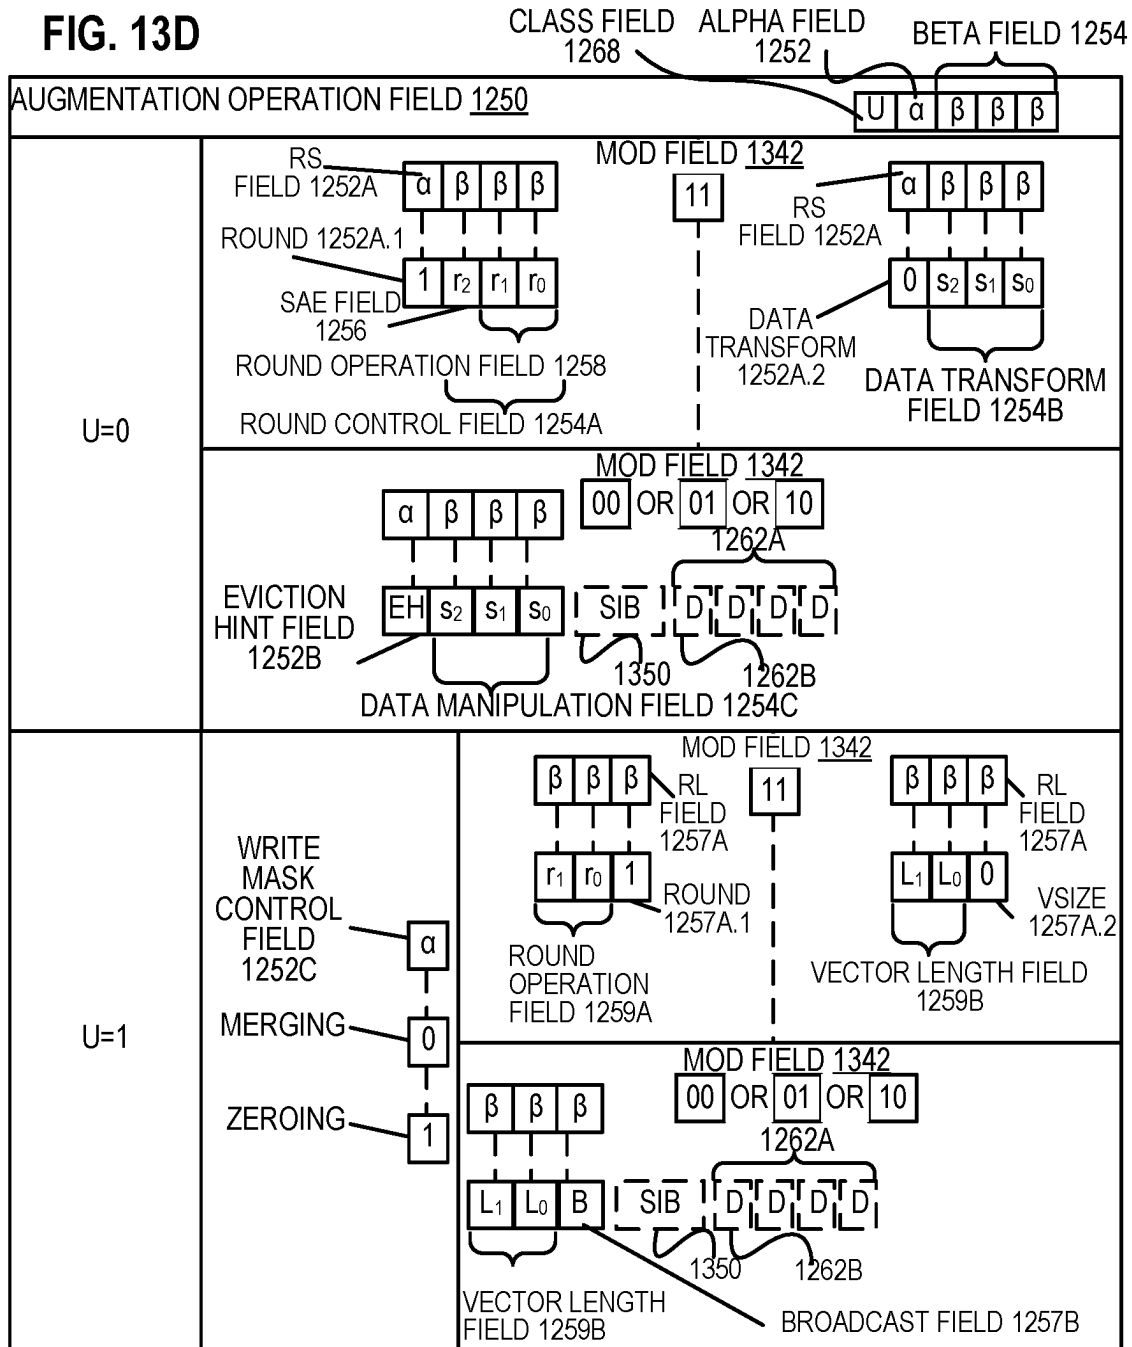 FIG. 13D
CLASS FIELD 1268
ALPHA FIELD 1252
BETA FIELD 1254
AUGMENTATION OPERATION FIELD 1250
U α β β β
U=0
MOD FIELD 1342
11
RS FIELD 1252A
α β β β
ROUND 1252A.1
1 r2 r1 r0
SAE FIELD 1256
ROUND OPERATION FIELD 1258
ROUND CONTROL FIELD 1254A
α β β β
RS FIELD 1252A
0 s2 s1 s0
DATA TRANSFORM 1252A.2
DATA TRANSFORM FIELD 1254B
MOD FIELD 1342
00 OR 01 OR 10
α β β β
1262A
EVICTION HINT FIELD 1252B
EH s2 s1 s0 SIB D D D D
1350
1262B
DATA MANIPULATION FIELD 1254C
U=1
WRITE MASK CONTROL FIELD 1252C
α
MERGING
0
ZEROING
1
MOD FIELD 1342
11
β β β
RL FIELD 1257A
r1 r0 1
ROUND 1257A.1
ROUND OPERATION FIELD 1259A
β β β
RL FIELD 1257A
L1 L0 0
VSIZE 1257A.2
VECTOR LENGTH FIELD 1259B
MOD FIELD 1342
00 OR 01 OR 10
β β β
1262A
L1 L0 B SIB D D D D
1350
1262B
VECTOR LENGTH FIELD 1259B
BROADCAST FIELD 1257B